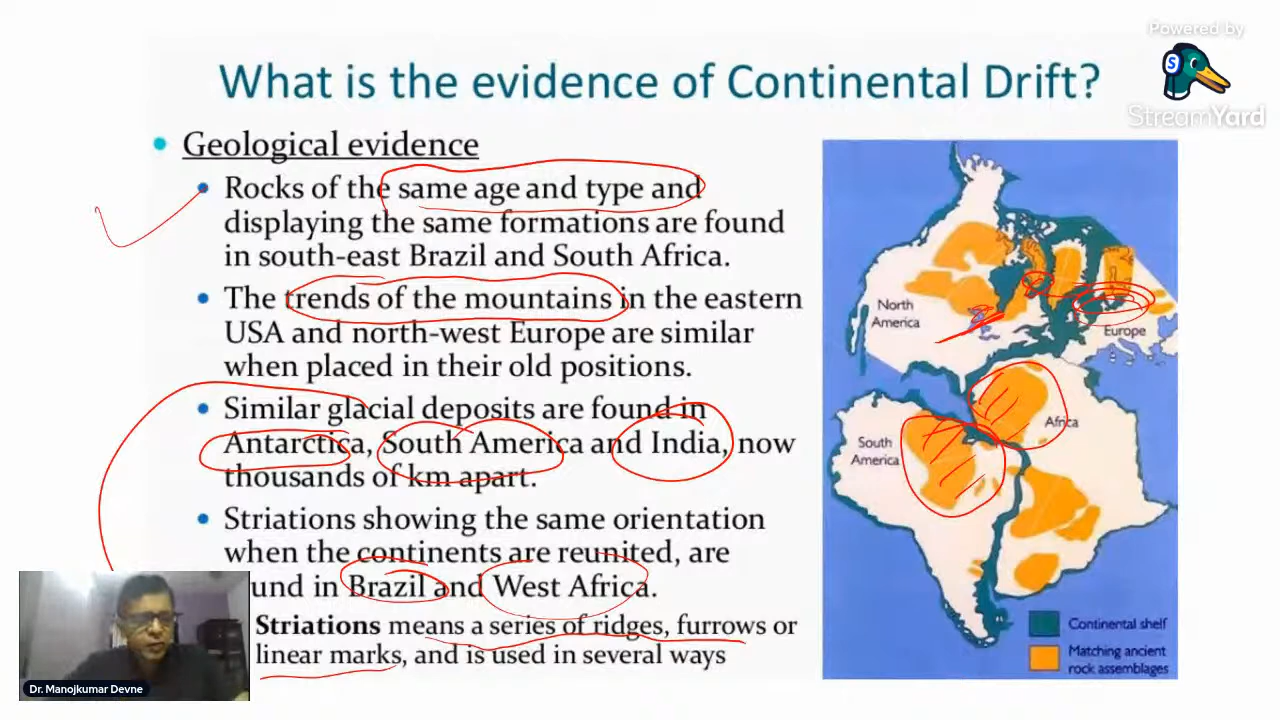 Powered by
StreamYard
S
What is the evidence of Continental Drift?
Geological evidence
Rocks of the same age and type and
displaying the same formations are found
in south-east Brazil and South Africa.
The trends of the mountains in the eastern
USA and north-west Europe are similar
when placed in their old positions.
Similar glacial deposits are found in
Antarctica, South America and India, now
thousands of km apart.
Striations showing the same orientation
when the continents are reunited, are
und in Brazil and West Africa.
Striations means a series of ridges, furrows or
linear marks, and is used in several ways
North
America
Europe
Africa
South
America
Continental shelf
Matching ancient
rock assemblages
Dr. Manojkumar Devne